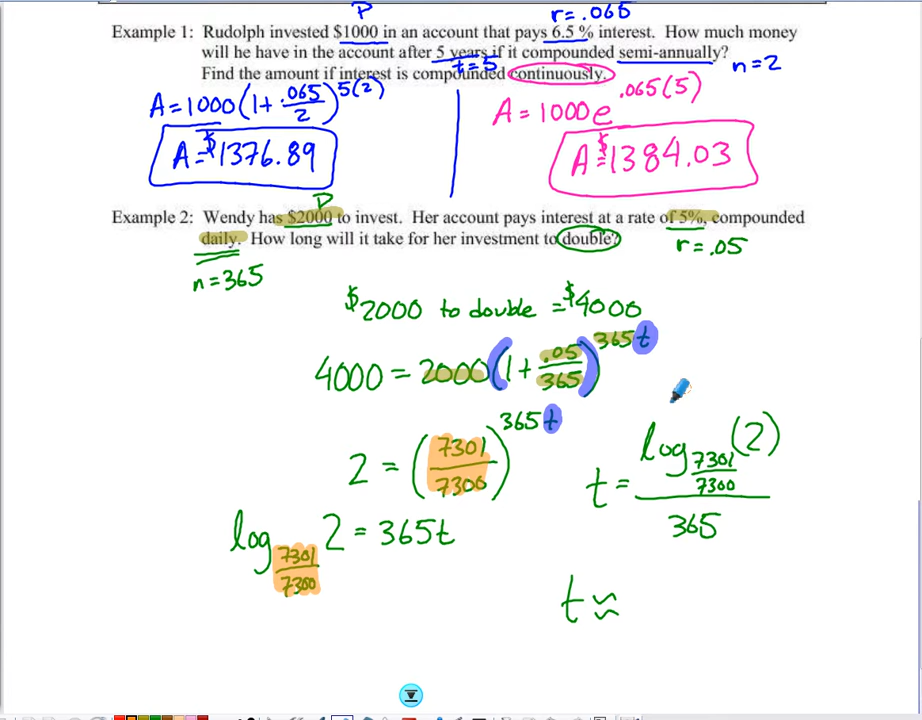 P
r = .065
Example 1: Rudolph invested $1000 in an account that pays 6.5 % interest. How much money
will he have in the account after 5 years if it compounded semi-annually?
t = 5
n = 2
Find the amount if interest is compounded continuously.
A = 1000(1 + .065/2)^5(2)
A = 1000e^.065(5)
A = $1376.89
A = $1384.03
P
Example 2: Wendy has $2000 to invest. Her account pays interest at a rate of 5%, compounded
daily. How long will it take for her investment to double?
r = .05
n = 365
$2000 to double = $4000
4000 = 2000(1 + .05/365)^365t
2 = (7301/7300)^365t
t = log_7301/7300(2)/365
log_7301/7300 2 = 365t
t ≈